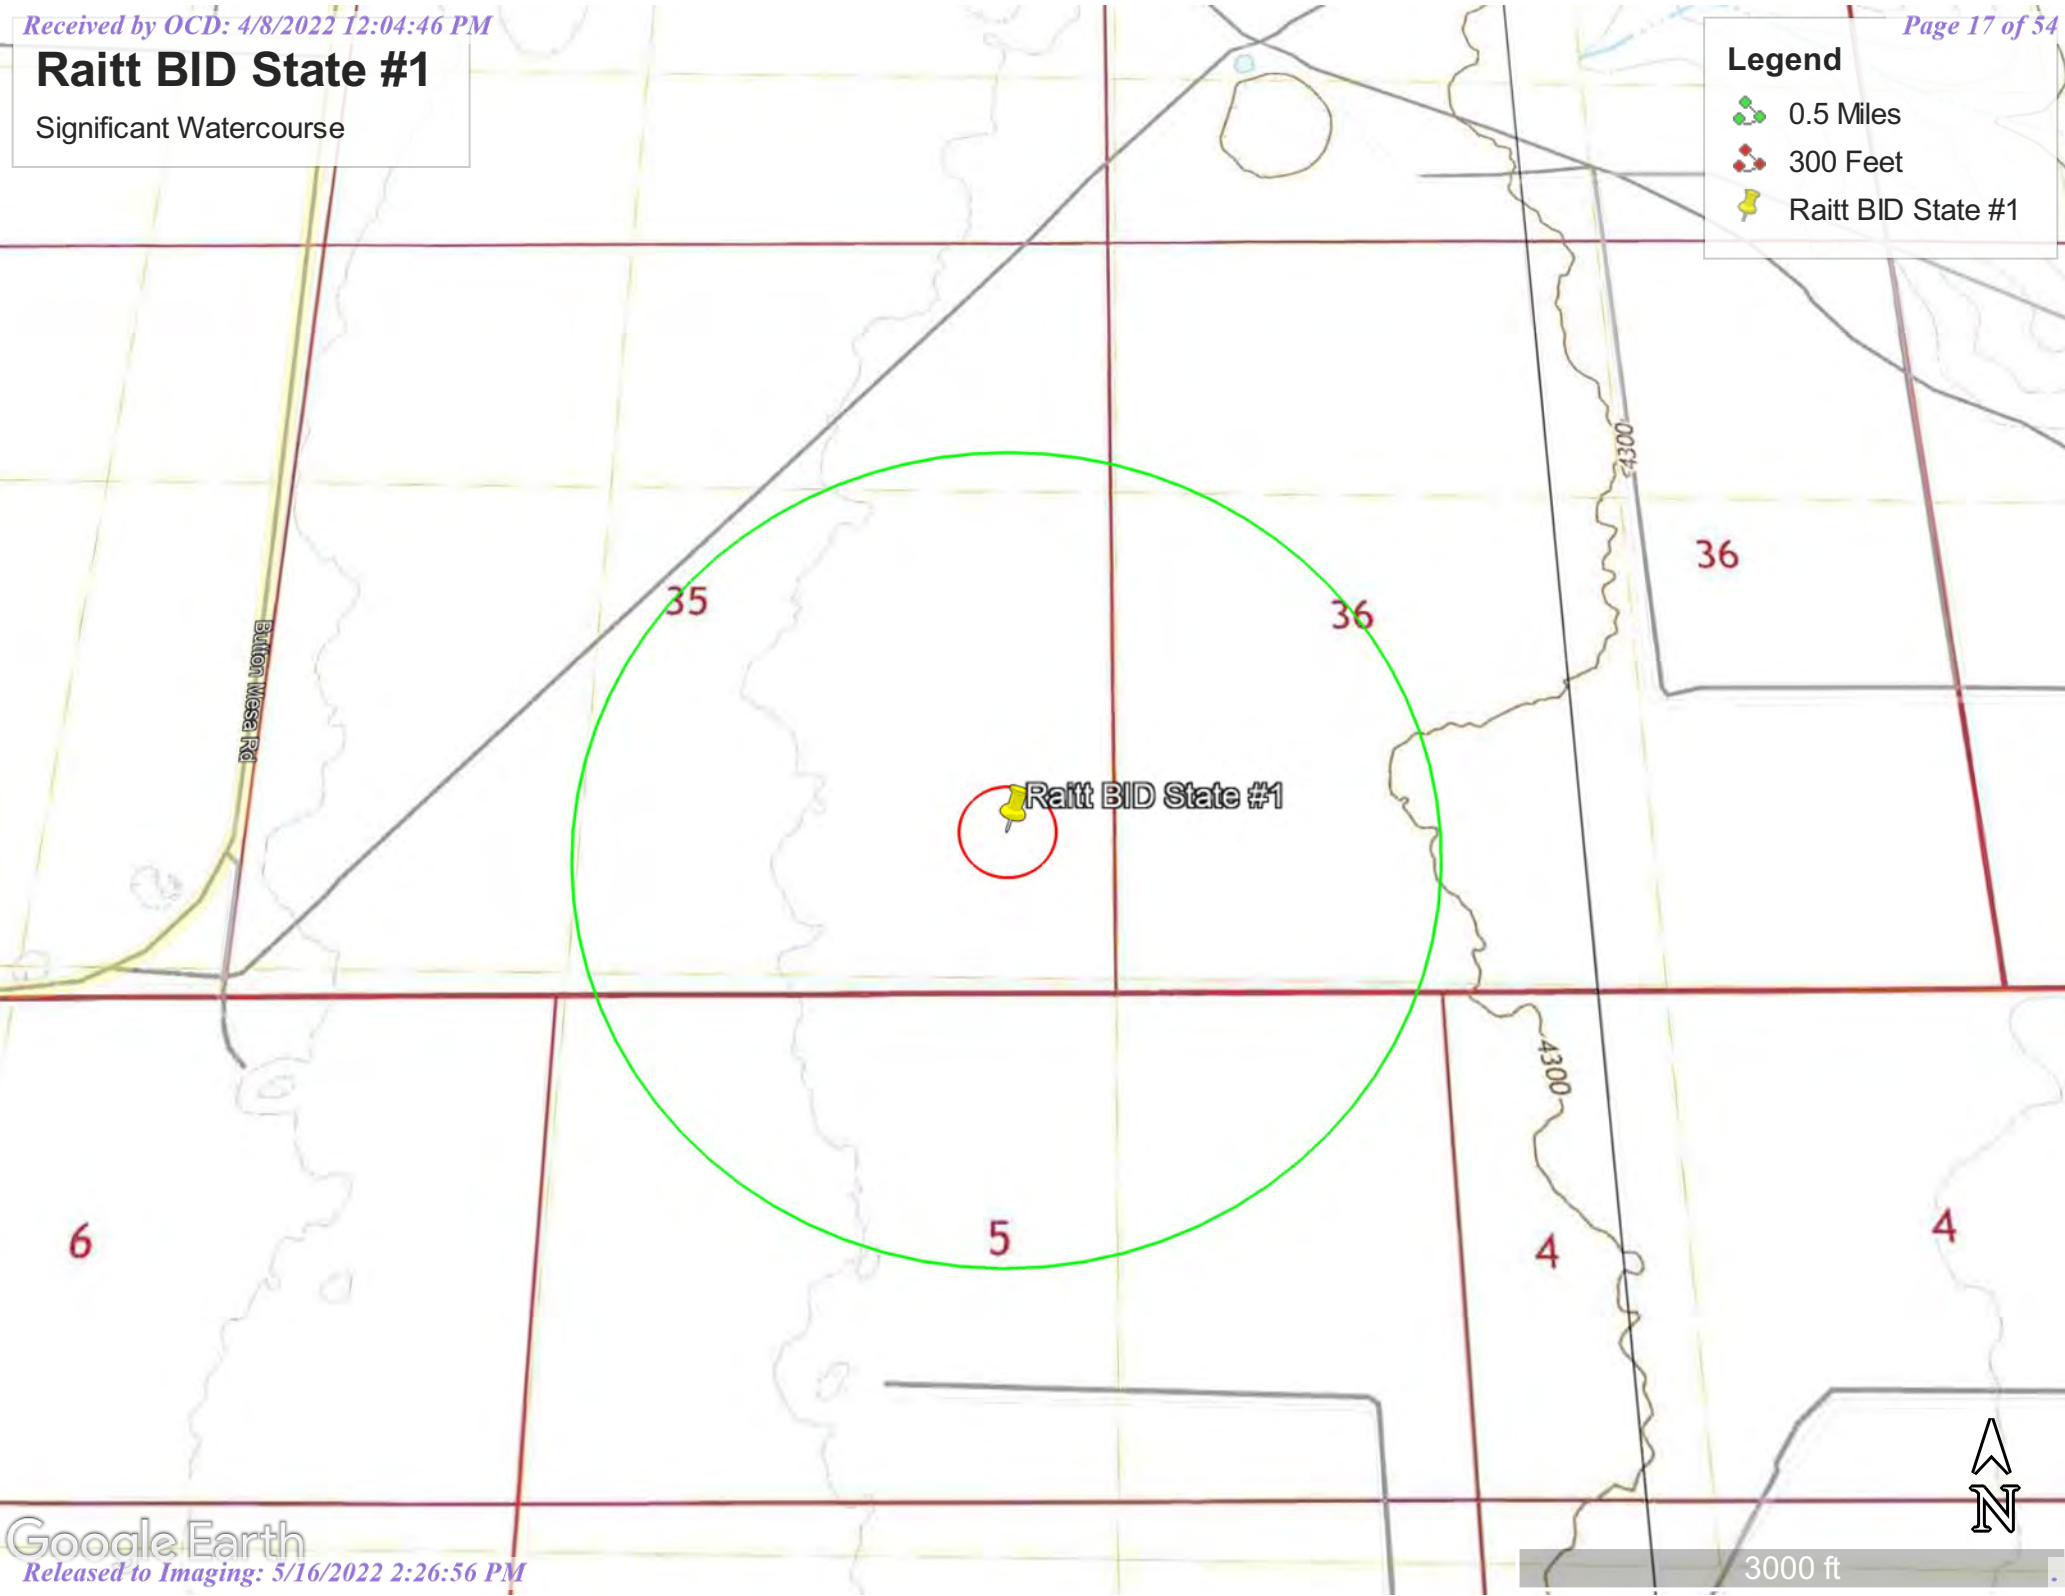 Received by OCD: 4/8/2022 12:04:46 PM
Page 17 of 54
Raitt BID State #1
Significant Watercourse
Legend
0.5 Miles
300 Feet
Raitt BID State #1
4300
36
35
36
Button Mesa Rd
Raitt BID State #1
4300
6
5
4
4
N
Google Earth
3000 ft
Released to Imaging: 5/16/2022 2:26:56 PM